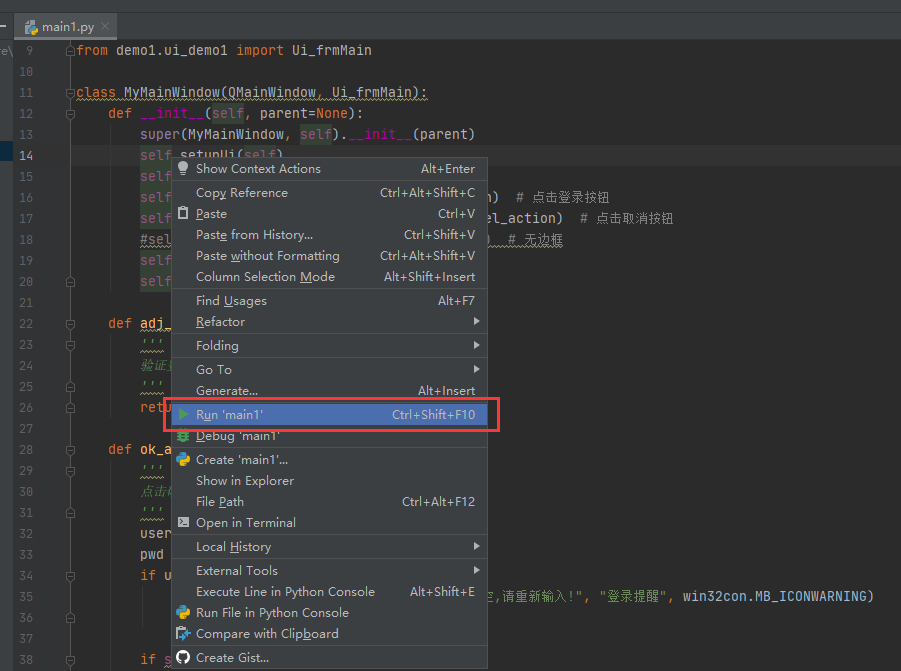 main1.py
re\
9 from demo1.ui_demo1 import Ui_frmMain
10
11 class MyMainWindow(QMainWindow, Ui_frmMain):
12 def __init__(self, parent=None):
13 super(MyMainWindow, self).__init__(parent)
14 self.setupUi(self)
15 self
16 self n) # 点击登录按钮
17 self el_action) # 点击取消按钮
18 #sel ) # 无边框
19 self
20 self
21
22 def adj_
23 '''
24 验证
25 '''
26 retu
27
28 def ok_a
29 '''
30 点击
31 '''
32 user
33 pwd
34 if u
35 空,请重新输入!", "登录提醒", win32con.MB_ICONWARNING)
36
37
38 if s
Show Context Actions Alt+Enter
Copy Reference Ctrl+Alt+Shift+C
Paste Ctrl+V
Paste from History... Ctrl+Shift+V
Paste without Formatting Ctrl+Alt+Shift+V
Column Selection Mode Alt+Shift+Insert
Find Usages Alt+F7
Refactor
Folding
Go To
Generate... Alt+Insert
Run 'main1' Ctrl+Shift+F10
Debug 'main1'
Create 'main1'...
Show in Explorer
File Path Ctrl+Alt+F12
Open in Terminal
Local History
External Tools
Execute Line in Python Console Alt+Shift+E
Run File in Python Console
Compare with Clipboard
Create Gist...